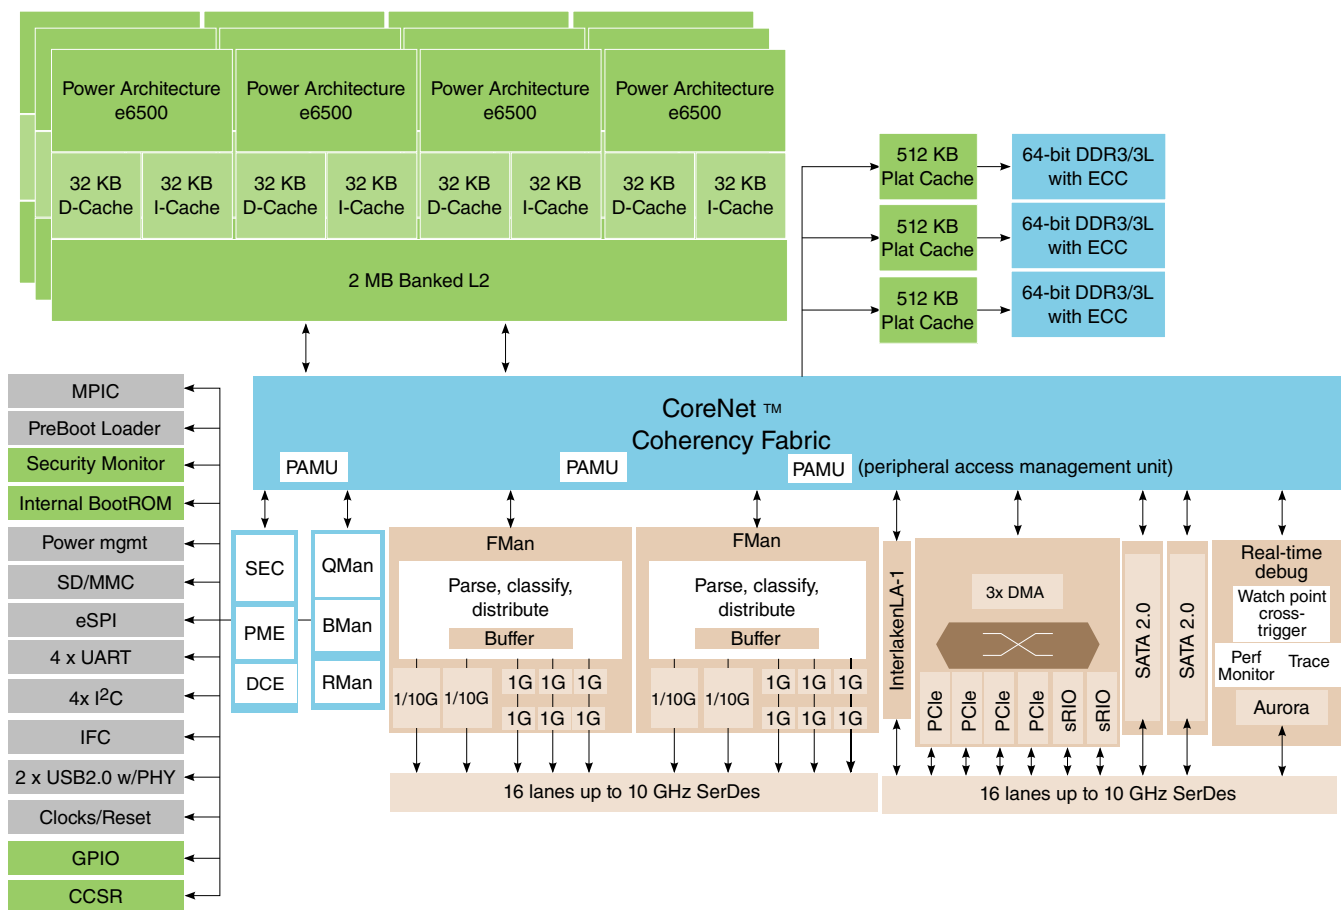 Power Architecture
e6500
Power Architecture
e6500
Power Architecture
e6500
Power Architecture
e6500
32 KB
D-Cache
32 KB
I-Cache
32 KB
D-Cache
32 KB
I-Cache
32 KB
D-Cache
32 KB
I-Cache
32 KB
D-Cache
32 KB
I-Cache
2 MB Banked L2
512 KB
Plat Cache
64-bit DDR3/3L
with ECC
512 KB
Plat Cache
64-bit DDR3/3L
with ECC
512 KB
Plat Cache
64-bit DDR3/3L
with ECC
CoreNet TM
Coherency Fabric
PAMU
PAMU
PAMU (peripheral access management unit)
MPIC
PreBoot Loader
Security Monitor
Internal BootROM
Power mgmt
SD/MMC
eSPI
4 x UART
4x I²C
IFC
2 x USB2.0 w/PHY
Clocks/Reset
GPIO
CCSR
SEC
PME
DCE
QMan
BMan
RMan
FMan
Parse, classify,
distribute
Buffer
1/10G
1/10G
1G
1G
1G
1G
1G
1G
FMan
Parse, classify,
distribute
Buffer
1/10G
1/10G
1G
1G
1G
1G
1G
1G
16 lanes up to 10 GHz SerDes
InterlakenLA-1
3x DMA
PCIe
PCIe
PCIe
PCIe
sRIO
sRIO
SATA 2.0
SATA 2.0
Real-time
debug
Watch point
cross-
trigger
Perf
Monitor
Trace
Aurora
16 lanes up to 10 GHz SerDes